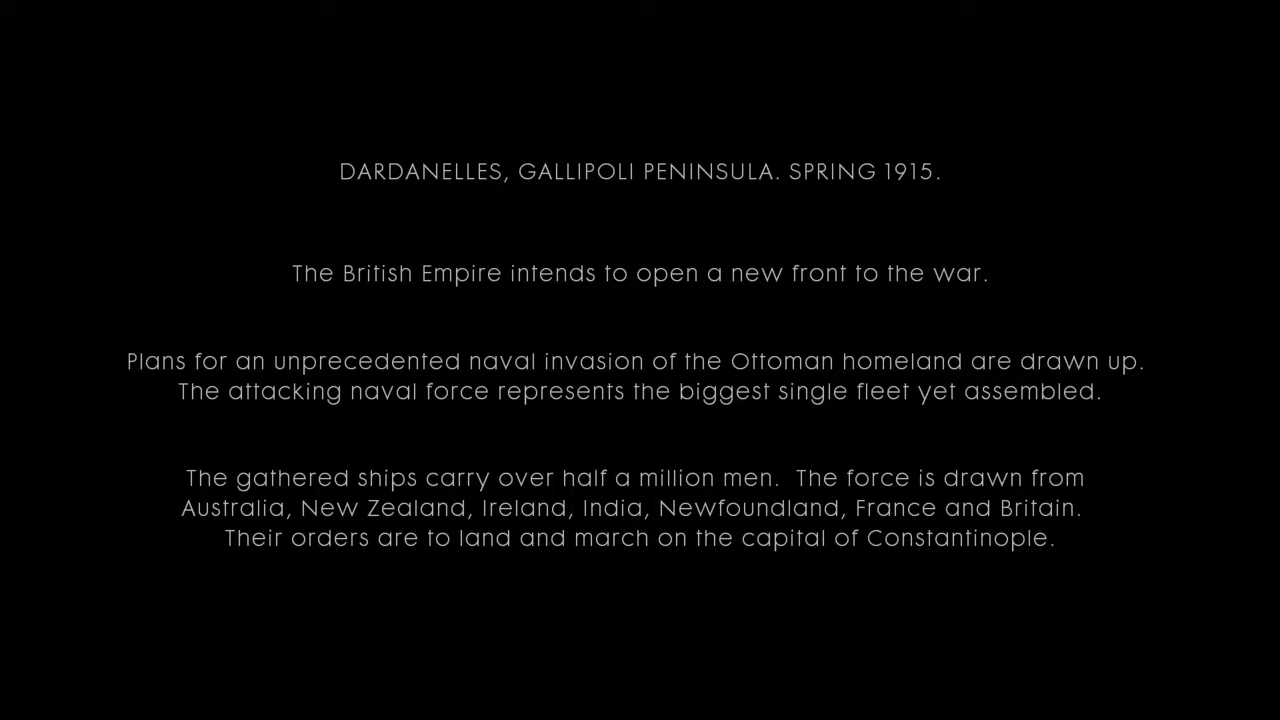 DARDANELLES, GALLIPOLI PENINSULA. SPRING 1915.
The British Empire intends to open a new front to the war.
Plans for an unprecedented naval invasion of the Ottoman homeland are drawn up.
The attacking naval force represents the biggest single fleet yet assembled.
The gathered ships carry over half a million men.  The force is drawn from
Australia, New Zealand, Ireland, India, Newfoundland, France and Britain.
Their orders are to land and march on the capital of Constantinople.